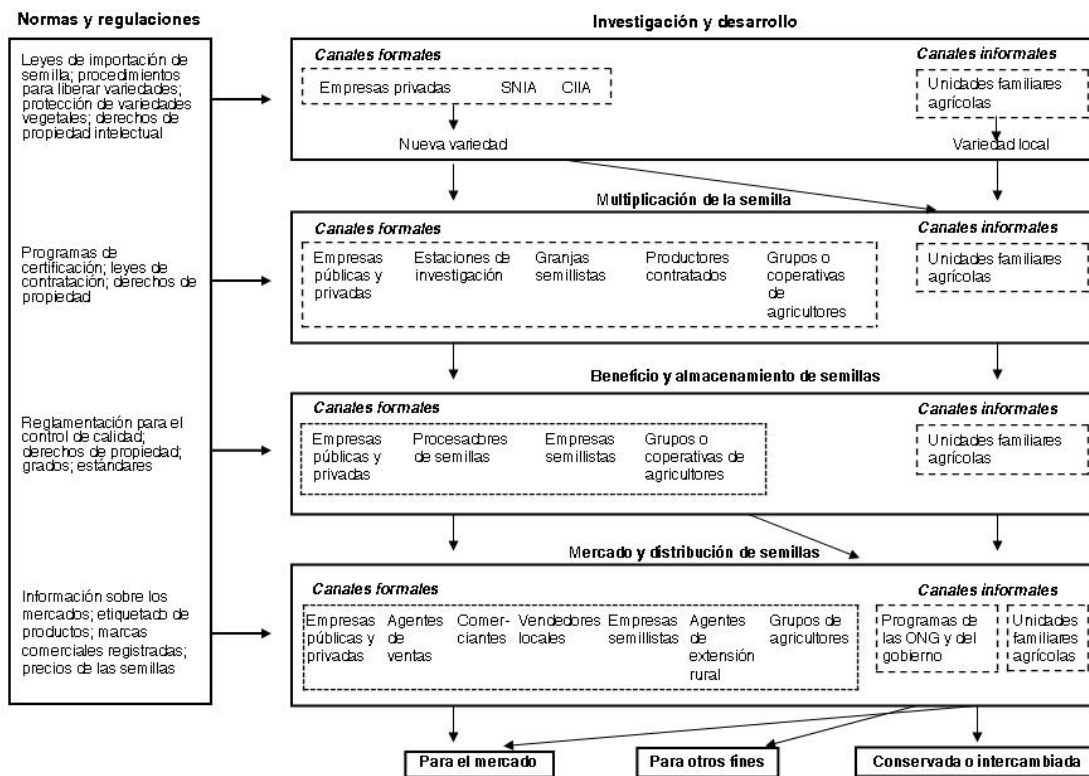 Normas y regulaciones
Investigación y desarrollo
Leyes de importación de
semilla; procedimientos
para liberar variedades;
protección de variedades
vegetales; derechos de
propiedad intelectual
Canales formales
Empresas privadas SNIA CIIA
Nueva variedad
Canales informales
Unidades familiares
agrícolas
Variedad local
Multiplicación de la semilla
Programas de
certificación; leyes de
contratación; derechos de
propiedad
Canales formales
Empresas
públicas y
privadas
Estaciones de
investigación
Granjas
semillistas
Productores
contratados
Grupos o
coperativas
de
agricultores
Canales informales
Unidades familiares
agrícolas
Beneficio y almacenamiento de semillas
Reglamentación para el
control de calidad;
derechos de propiedad;
grados; estándares
Canales formales
Empresas
públicas y
privadas
Procesadores
de semillas
Empresas
semillistas
Grupos o
coperativas de
agricultores
Canales informales
Unidades familiares
agrícolas
Mercado y distribución de semillas
Información sobre los
mercados; etiquetado de
productos; marcas
comerciales registradas;
precios de las semillas
Canales formales
Empresas
públicas y
privadas
Agentes
de
ventas
Comer-
ciantes
Vendedores
locales
Empresas
semillistas
Agentes
de
extensión
rural
Grupos de
agricultores
Canales informales
Programas de
las ONG y del
gobierno
Unidades
familiares
agrícolas
Para el mercado
Para otros fines
Conservada o intercambiada